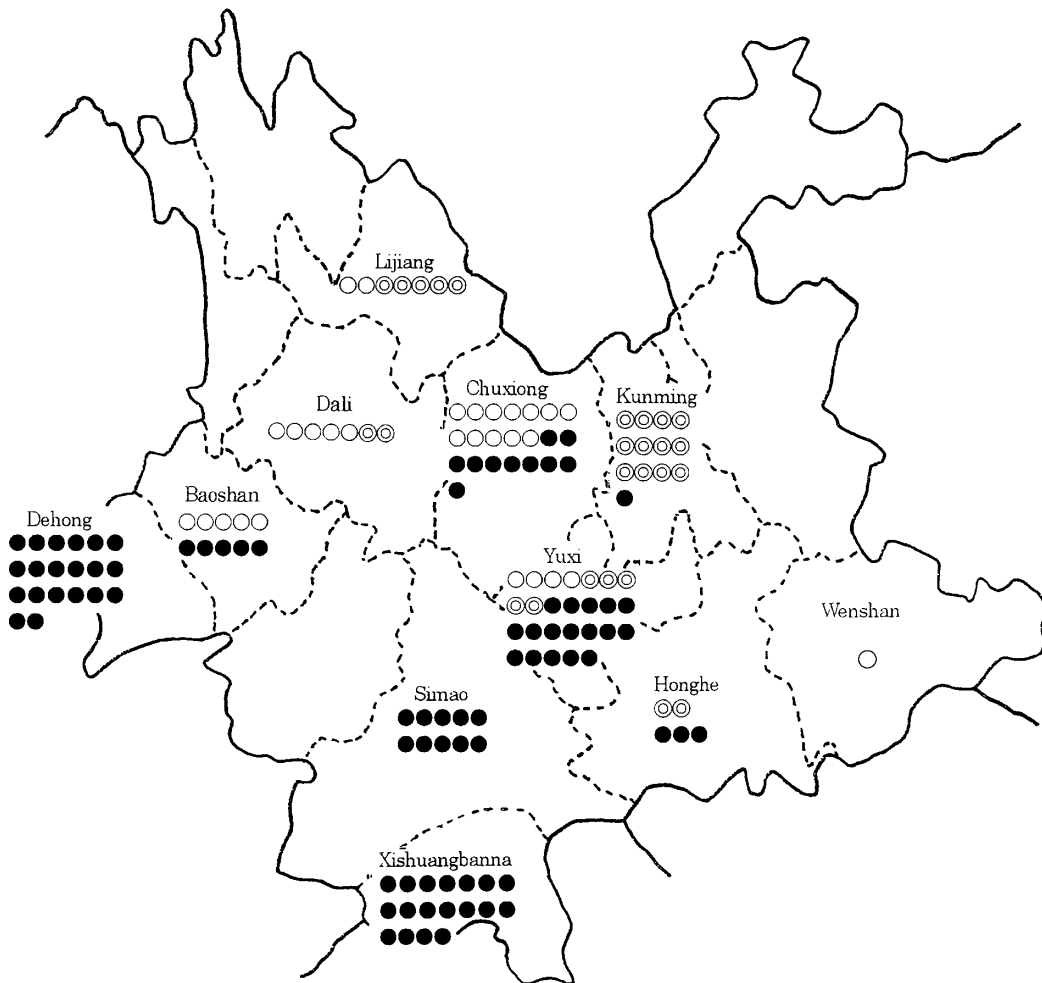 Lijiang
Chuxiong
Kunming
Dali
Baoshan
Dehong
Yuxi
Wenshan
Honghe
Simao
Xishuangbanna